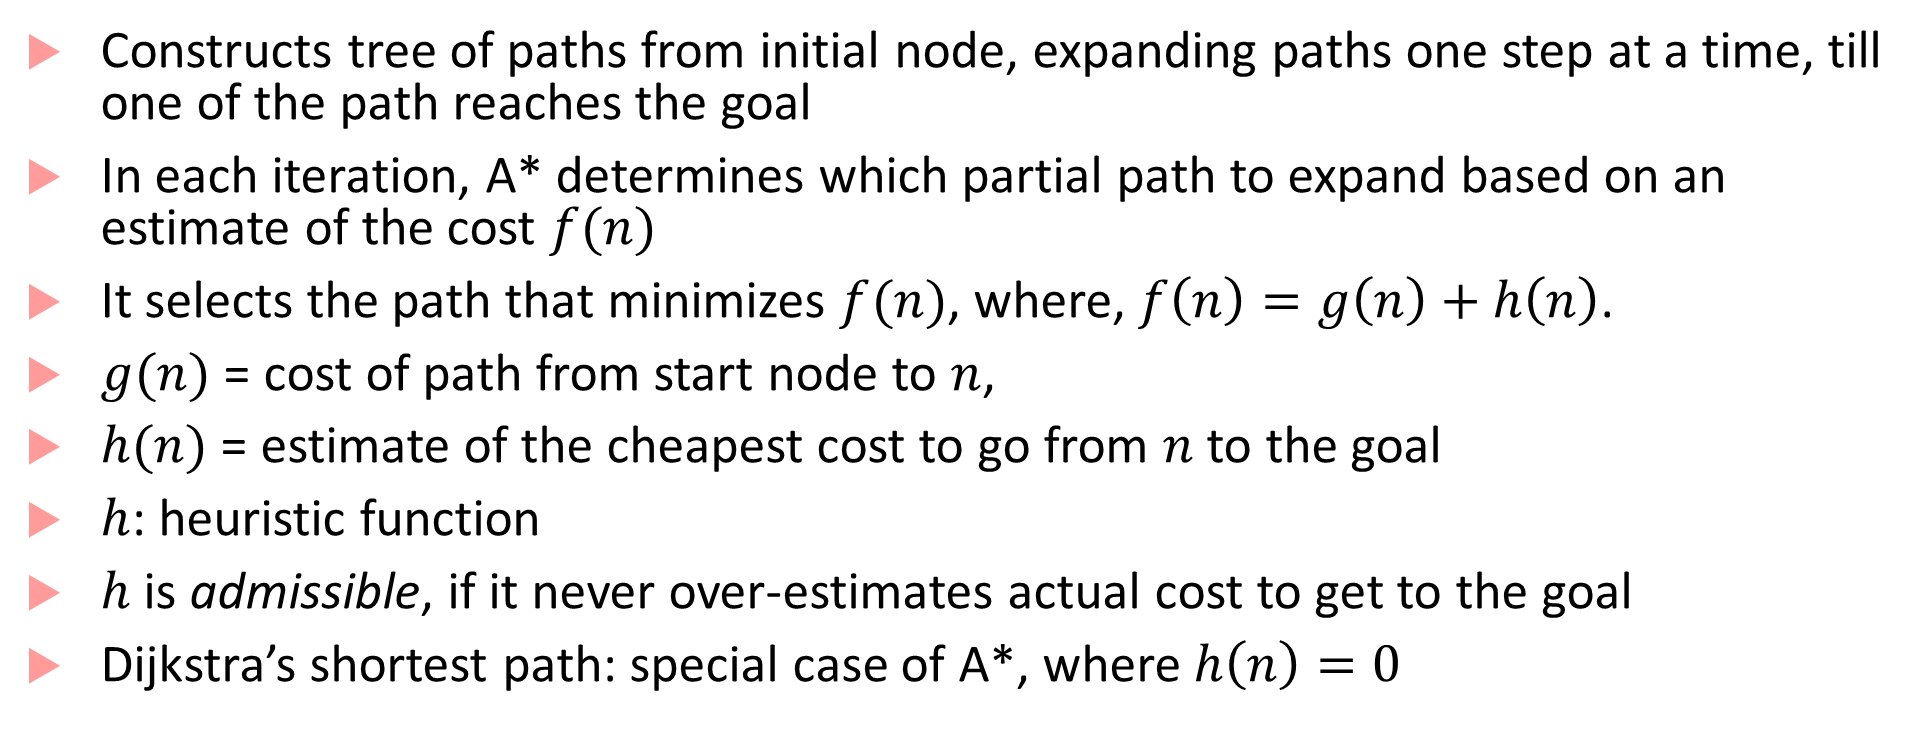 Constructs tree of paths from initial node, expanding paths one step at a time, till
one of the path reaches the goal
In each iteration, A* determines which partial path to expand based on an
estimate of the cost f(n)
It selects the path that minimizes f(n), where, f(n) = g(n) + h(n).
g(n) = cost of path from start node to n,
h(n) = estimate of the cheapest cost to go from n to the goal
h: heuristic function
h is admissible, if it never over-estimates actual cost to get to the goal
Dijkstra’s shortest path: special case of A*, where h(n) = 0